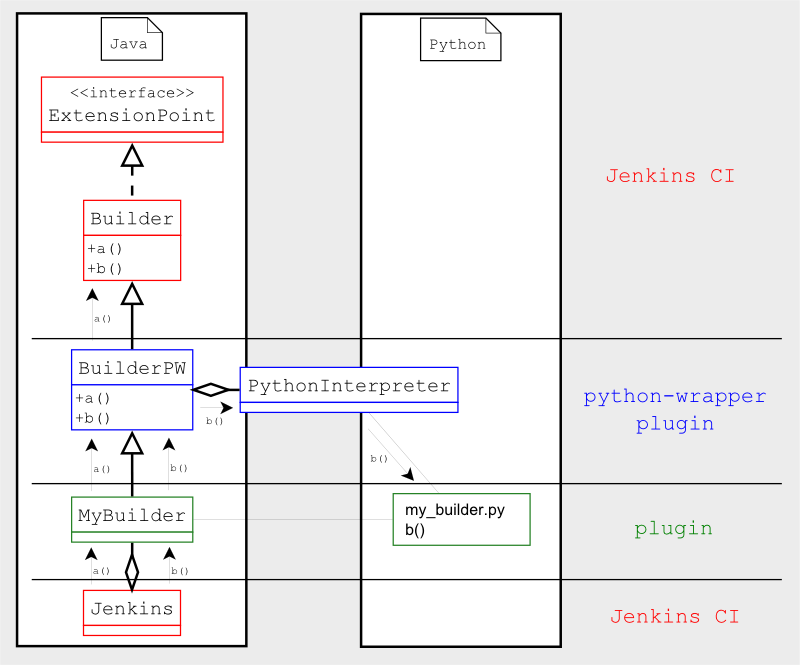 Java
Python
<<interface>>
ExtensionPoint
Jenkins CI
Builder
+a()
+b()
a()
BuilderPW
+a()
+b()
PythonInterpreter
b()
python-wrapper
plugin
a()
b()
b()
MyBuilder
my_builder.py
b()
plugin
a()
b()
Jenkins
Jenkins CI